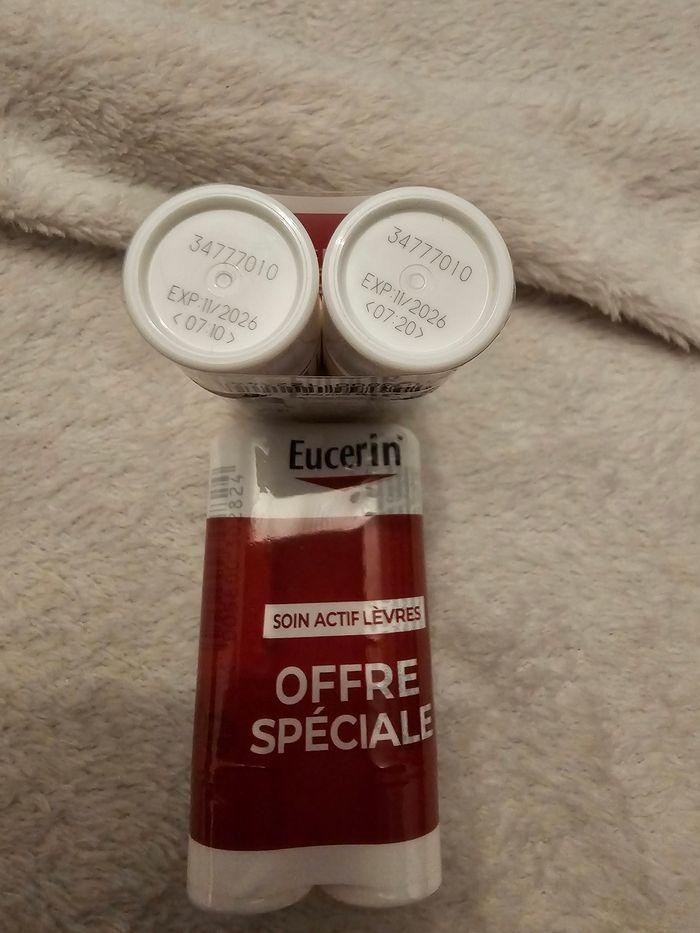 34777010
EXP:11/2026
<07:10>
34777010
EXP:11/2026
<07:20>
Eucerin
SOIN ACTIF LÈVRES
OFFRE
SPÉCIALE